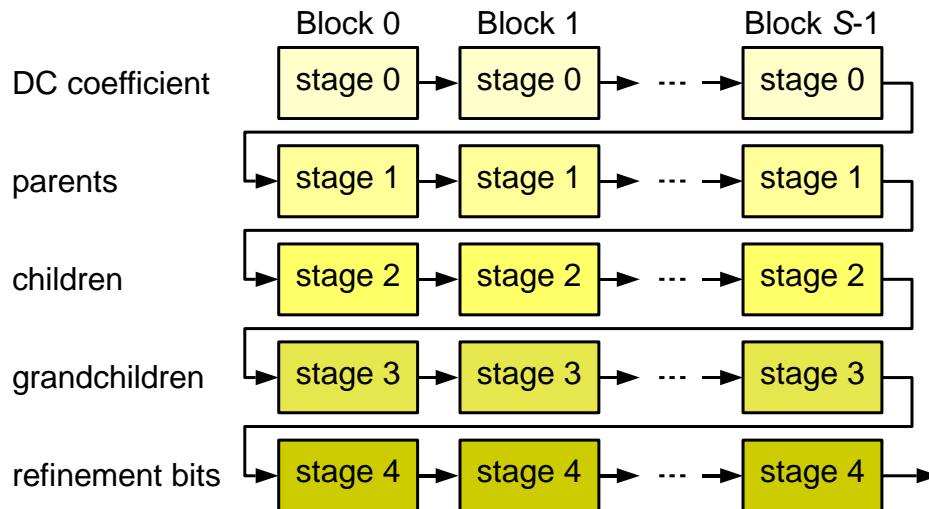 Block 0 Block 1 Block S-1
DC coefficient stage 0 stage 0 --- stage 0
parents stage 1 stage 1 --- stage 1
children stage 2 stage 2 --- stage 2
grandchildren stage 3 stage 3 --- stage 3
refinement bits stage 4 stage 4 --- stage 4